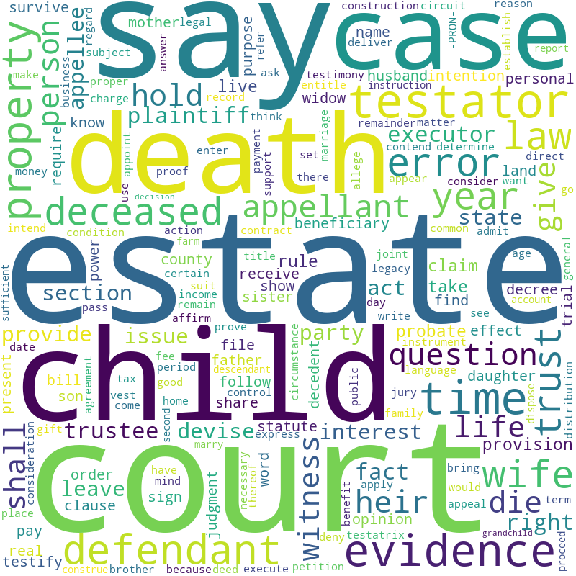 survive mother legal reason construction circuit
answer name purpose refer deliver -PRON- establish report
say case
regard subject make business proper appellee
property person charge record
hold live ask know plaintiff think
testimony husband intention personal
entitle widow remainder matter instruction
testator
death
executor law
require enter payment support set there marriage
contend determine land direct
error
money appoint use proof decision
allege appear consider want go
deceased appellant year give
intend condition action farm contract beneficiary state common admit
estate
sufficient section pass power county certain suit income remain title show rule receive sister joint legacy day write act claim take find see decree age account general trial
provide affirm prove effect
date issue file party probate instrument language
child
question trust
present bill son tax vest come fee period good agreement father follow share descendant home control second decedent circumstance public jury daughter dispose distribution
time
shall trustee devise statute express interest family life provision
consideration gift marry
court
witness fact wife
order leave word sign have mind necessary thereof judgment
benefit apply bring would
heir die right
place pay clause opinion appeal term
defendant evidence
real testify construe brother because deed execute petition deny testatrix proceed grandchild